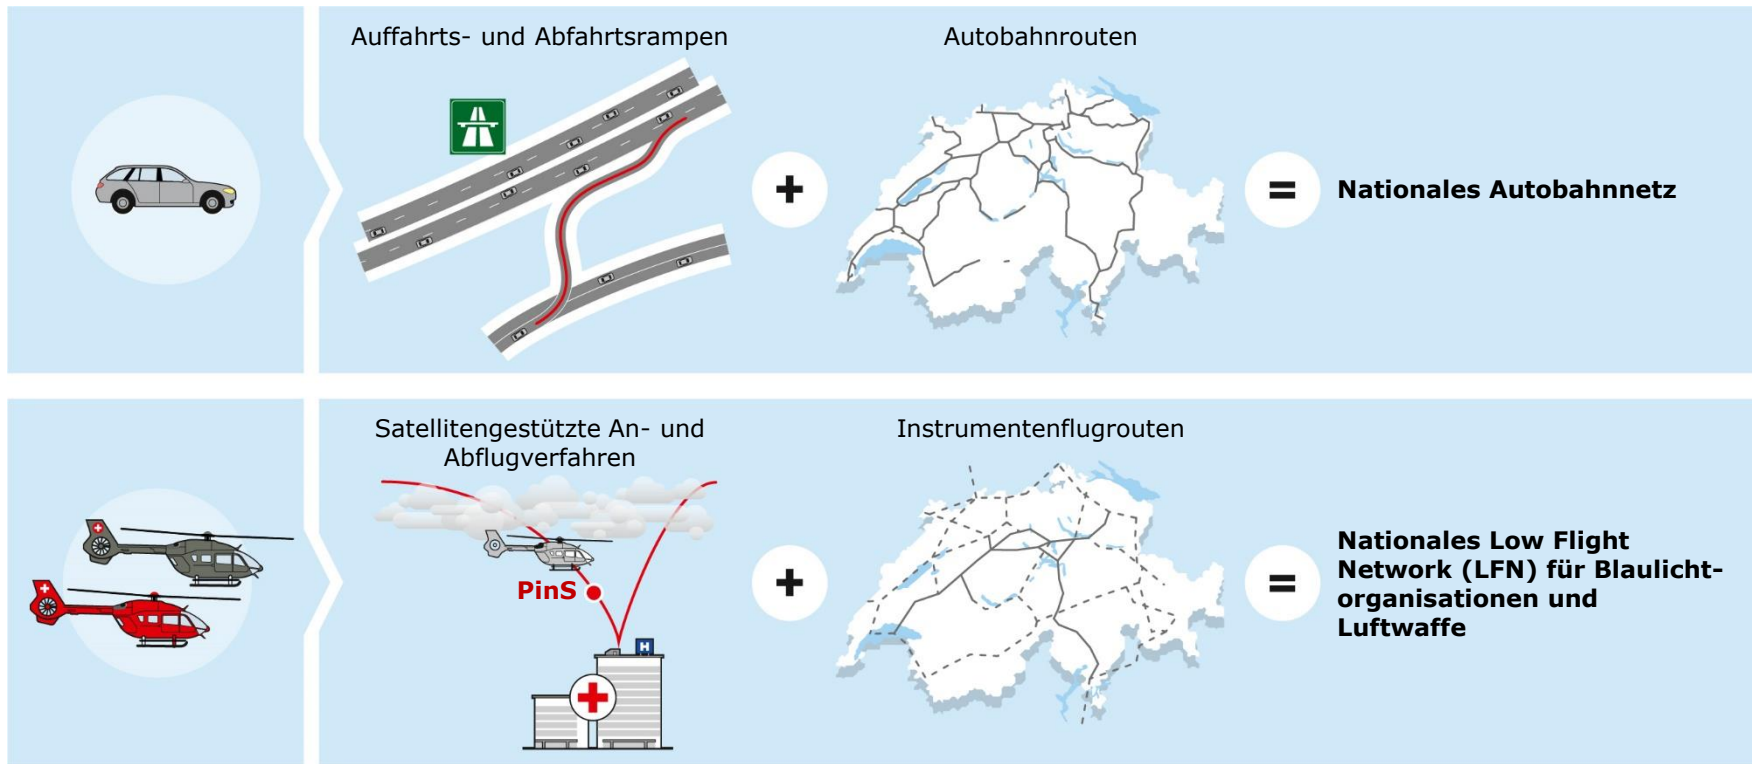 Auffahrts- und Abfahrtsrampen
Autobahnrouten
+
=
Nationales Autobahnnetz
Satellitengestützte An- und
Abflugverfahren
Instrumentenflugrouten
PinS
H
+
=
Nationales Low Flight
Network (LFN) für Blaulicht-
organisationen und
Luftwaffe